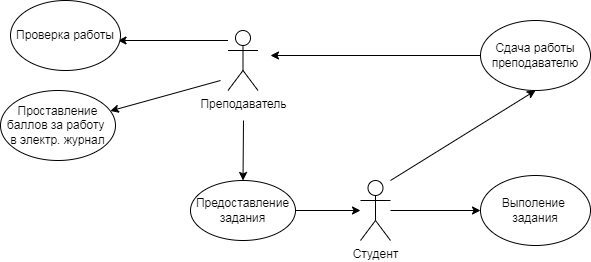 Проверка работы
Сдача работы
преподавателю
Преподаватель
Проставление
баллов за работу
в электр. журнал
Предоставление
задания
Выполение
задания
Студент